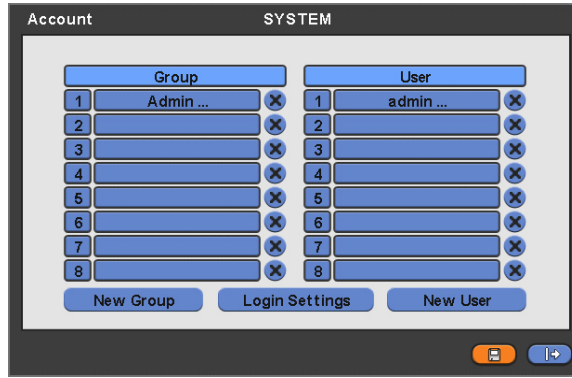 Account SYSTEM
Group User
1 Admin ... 1 admin ...
2 2
3 3
4 4
5 5
6 6
7 7
8 8
New Group Login Settings New User